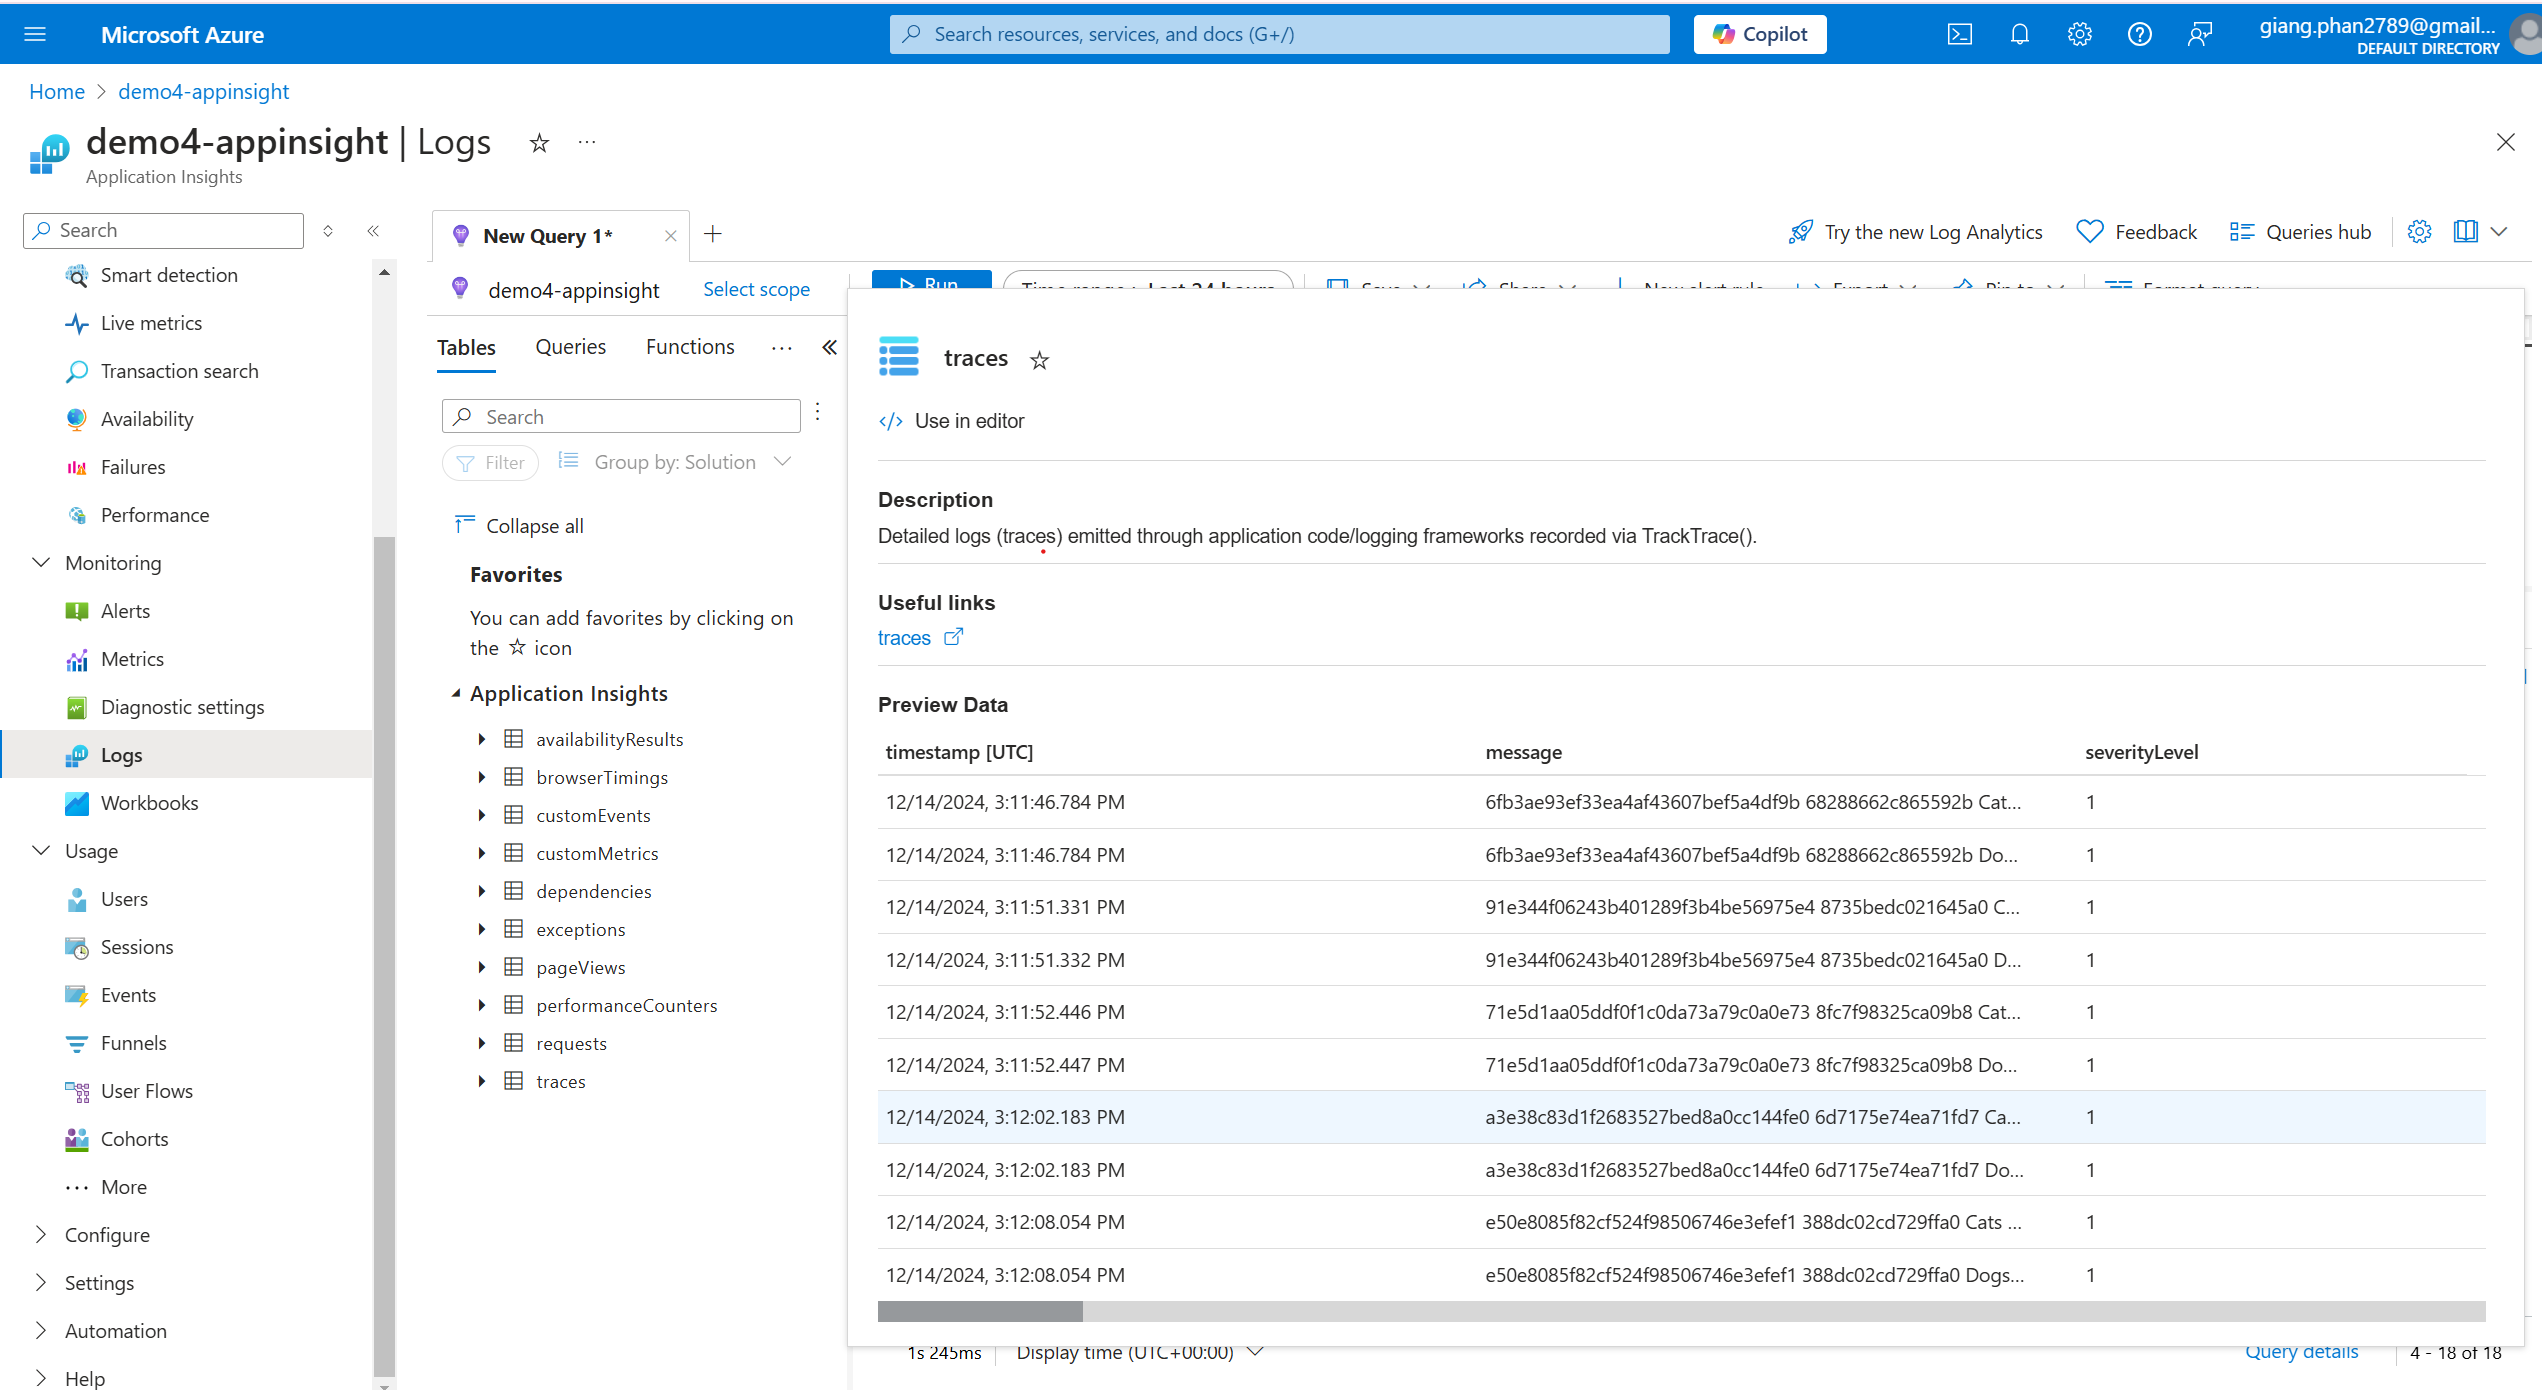 Microsoft Azure
Search resources, services, and docs (G+/)
Copilot
giang.phan2789@gmail...
DEFAULT DIRECTORY
Home > demo4-appinsight
demo4-appinsight | Logs
Application Insights
Search
Smart detection
Live metrics
Transaction search
Availability
Failures
Performance
Monitoring
Alerts
Metrics
Diagnostic settings
Logs
Workbooks
Usage
Users
Sessions
Events
Funnels
User Flows
Cohorts
More
Configure
Settings
Automation
Help
New Query 1*
Try the new Log Analytics
Feedback
Queries hub
demo4-appinsight
Select scope
Run
Time range : Last 24 hours
Save
Share
New alert rule
Export
Pin to
Format query
Tables
Queries
Functions
Search
Filter
Group by: Solution
Collapse all
Favorites
You can add favorites by clicking on
the ☆ icon
Application Insights
availabilityResults
browserTimings
customEvents
customMetrics
dependencies
exceptions
pageViews
performanceCounters
requests
traces
traces
</> Use in editor
Description
Detailed logs (traces) emitted through application code/logging frameworks recorded via TrackTrace().
Useful links
traces
Preview Data
timestamp [UTC] message severityLevel
12/14/2024, 3:11:46.784 PM 6fb3ae93ef33ea4af43607bef5a4df9b 68288662c865592b Cat... 1
12/14/2024, 3:11:46.784 PM 6fb3ae93ef33ea4af43607bef5a4df9b 68288662c865592b Do... 1
12/14/2024, 3:11:51.331 PM 91e344f06243b401289f3b4be56975e4 8735bedc021645a0 C... 1
12/14/2024, 3:11:51.332 PM 91e344f06243b401289f3b4be56975e4 8735bedc021645a0 D... 1
12/14/2024, 3:11:52.446 PM 71e5d1aa05ddf0f1c0da73a79c0a0e73 8fc7f98325ca09b8 Cat... 1
12/14/2024, 3:11:52.447 PM 71e5d1aa05ddf0f1c0da73a79c0a0e73 8fc7f98325ca09b8 Do... 1
12/14/2024, 3:12:02.183 PM a3e38c83d1f2683527bed8a0cc144fe0 6d7175e74ea71fd7 Ca... 1
12/14/2024, 3:12:02.183 PM a3e38c83d1f2683527bed8a0cc144fe0 6d7175e74ea71fd7 Do... 1
12/14/2024, 3:12:08.054 PM e50e8085f82cf524f98506746e3efef1 388dc02cd729ffa0 Cats ... 1
12/14/2024, 3:12:08.054 PM e50e8085f82cf524f98506746e3efef1 388dc02cd729ffa0 Dogs... 1
1s 245ms
Display time (UTC+00:00)
Query details
4 - 18 of 18